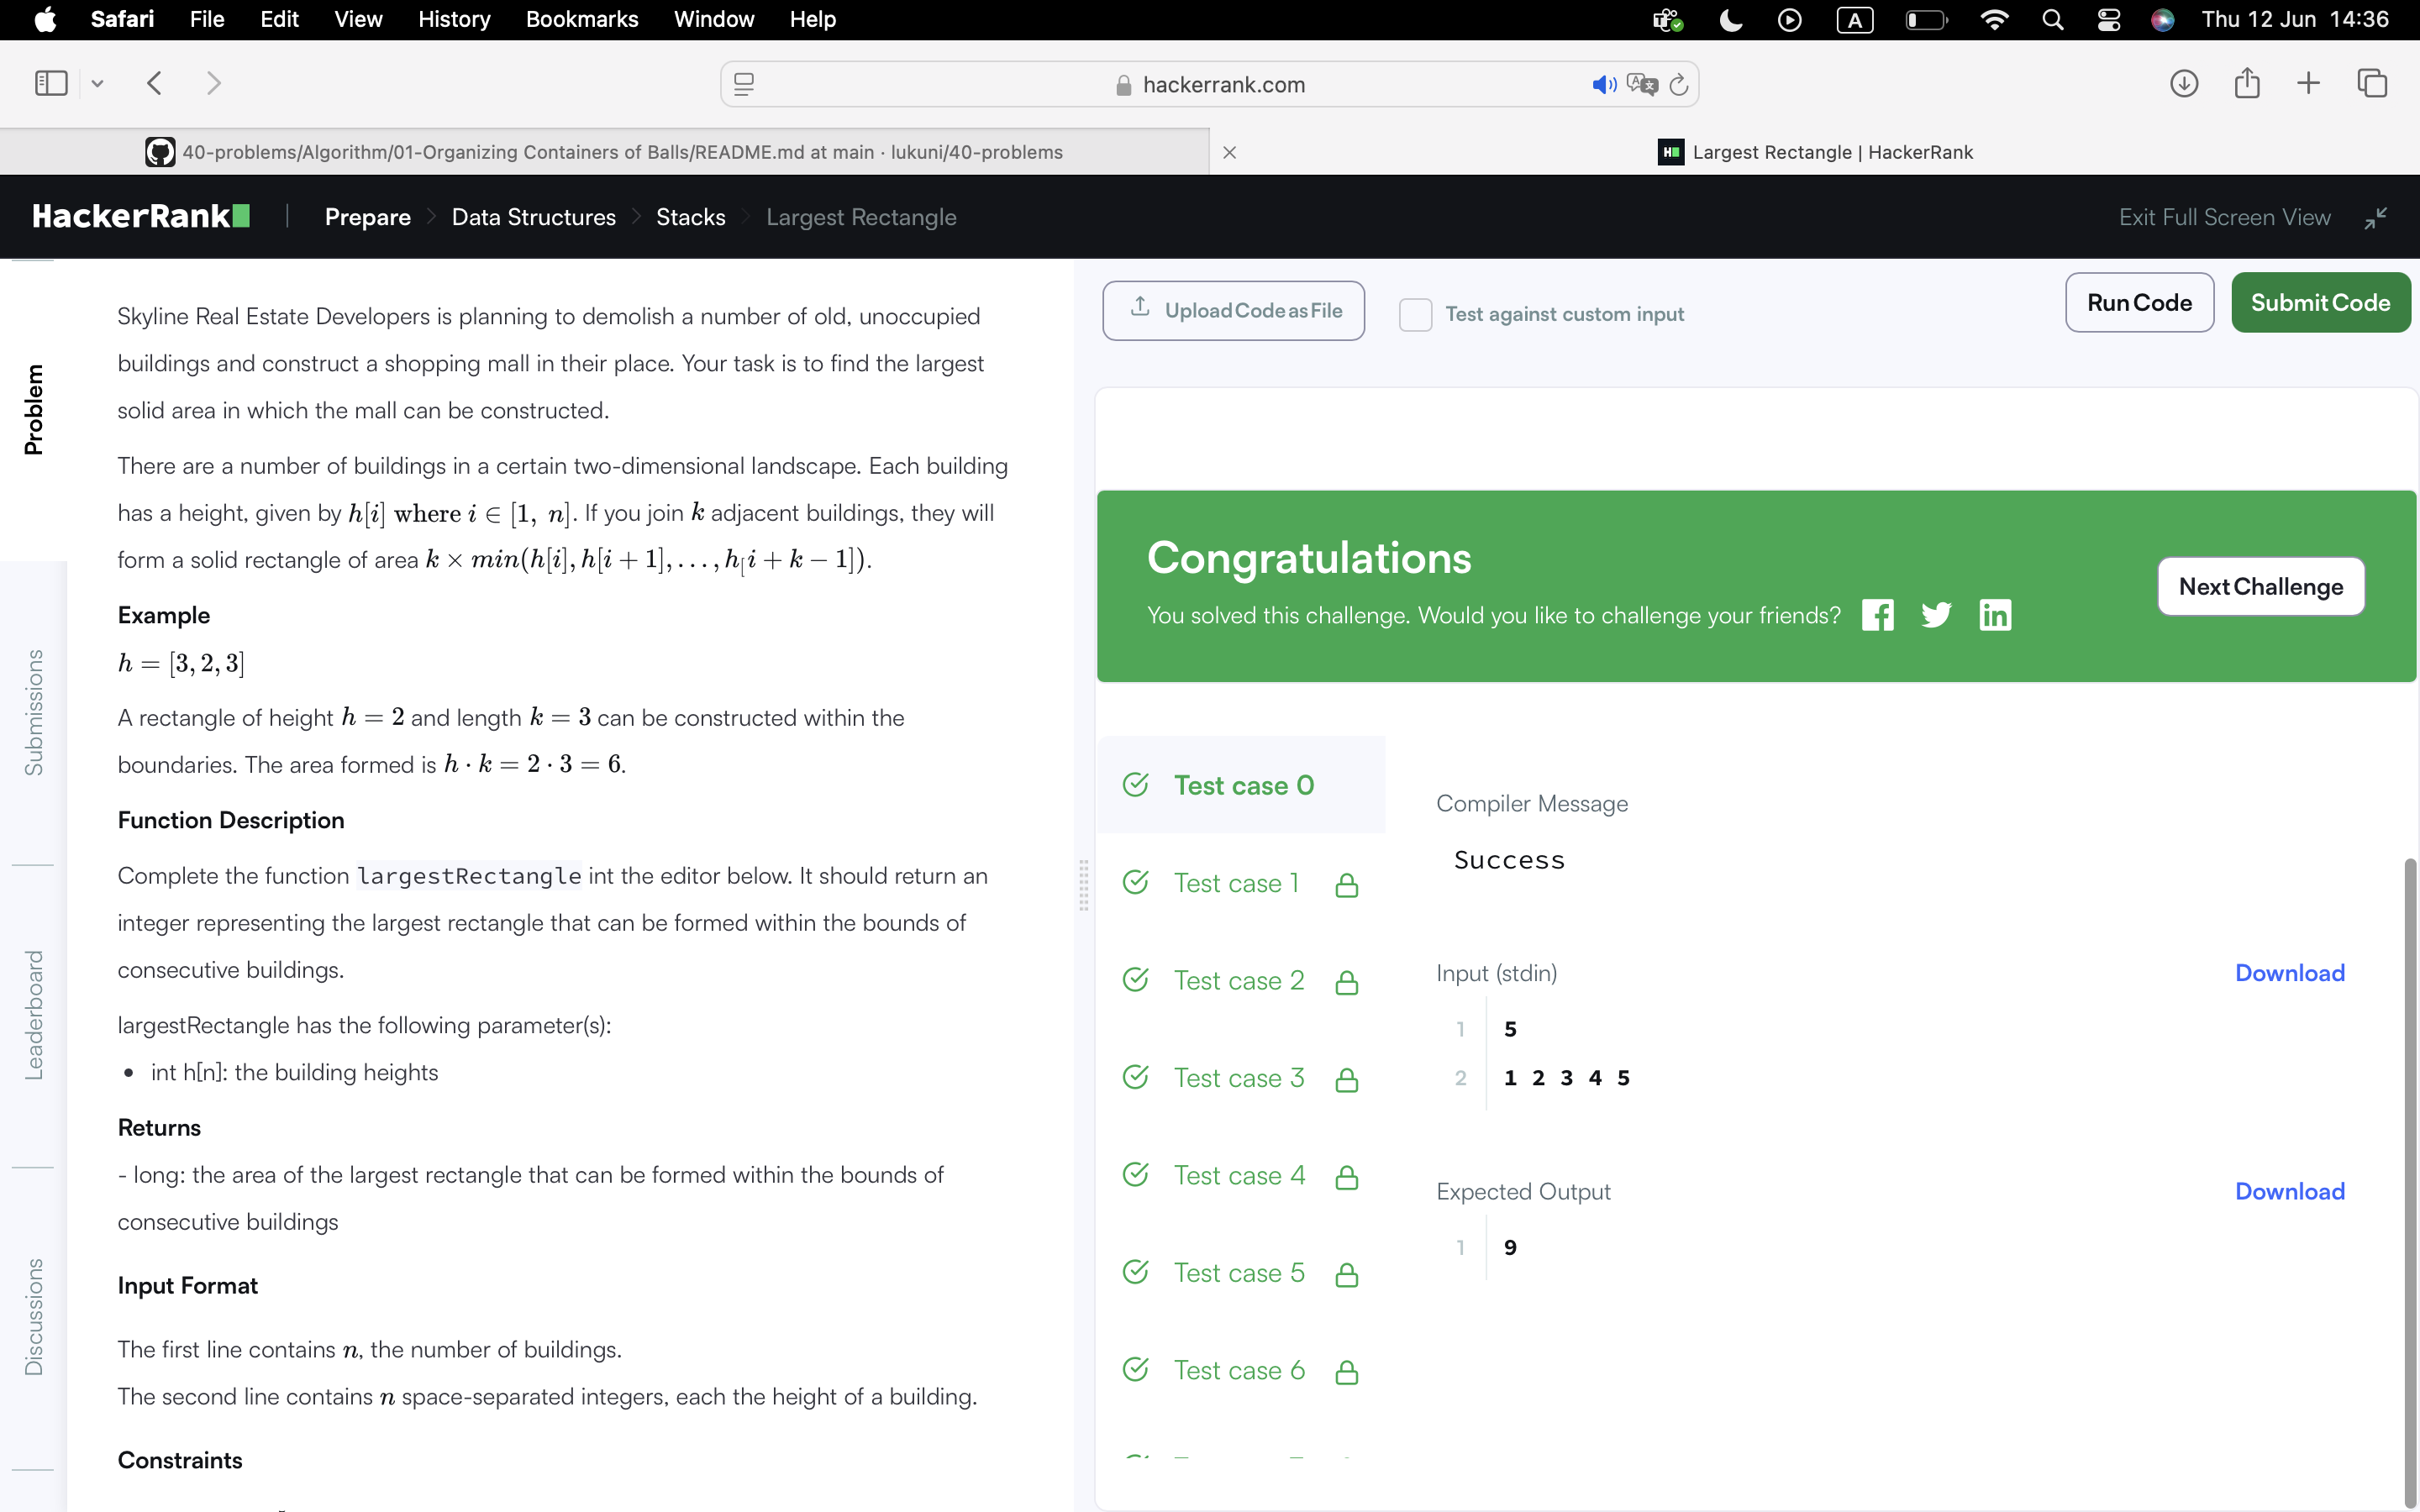 Safari File Edit View History Bookmarks Window Help
A
Thu 12 Jun 14:36
hackerrank.com
40-problems/Algorithm/01-Organizing Containers of Balls/README.md at main · lukuni/40-problems
Largest Rectangle | HackerRank
HackerRank
Prepare Data Structures Stacks Largest Rectangle
Exit Full Screen View
Problem
Submissions
Leaderboard
Discussions
Skyline Real Estate Developers is planning to demolish a number of old, unoccupied
buildings and construct a shopping mall in their place. Your task is to find the largest
solid area in which the mall can be constructed.
There are a number of buildings in a certain two-dimensional landscape. Each building
has a height, given by h[i] where i ∈ [1, n]. If you join k adjacent buildings, they will
form a solid rectangle of area k × min(h[i], h[i + 1], . . . , h[i + k − 1]).
Example
h = [3, 2, 3]
A rectangle of height h = 2 and length k = 3 can be constructed within the
boundaries. The area formed is h · k = 2 · 3 = 6.
Function Description
Complete the function largestRectangle int the editor below. It should return an
integer representing the largest rectangle that can be formed within the bounds of
consecutive buildings.
largestRectangle has the following parameter(s):
• int h[n]: the building heights
Returns
- long: the area of the largest rectangle that can be formed within the bounds of
consecutive buildings
Input Format
The first line contains n, the number of buildings.
The second line contains n space-separated integers, each the height of a building.
Constraints
Upload Code as File
Test against custom input
Run Code
Submit Code
Congratulations
You solved this challenge. Would you like to challenge your friends?
Next Challenge
Test case 0
Test case 1
Test case 2
Test case 3
Test case 4
Test case 5
Test case 6
Compiler Message
Success
Input (stdin)
Download
1 5
2 1 2 3 4 5
Expected Output
Download
1 9